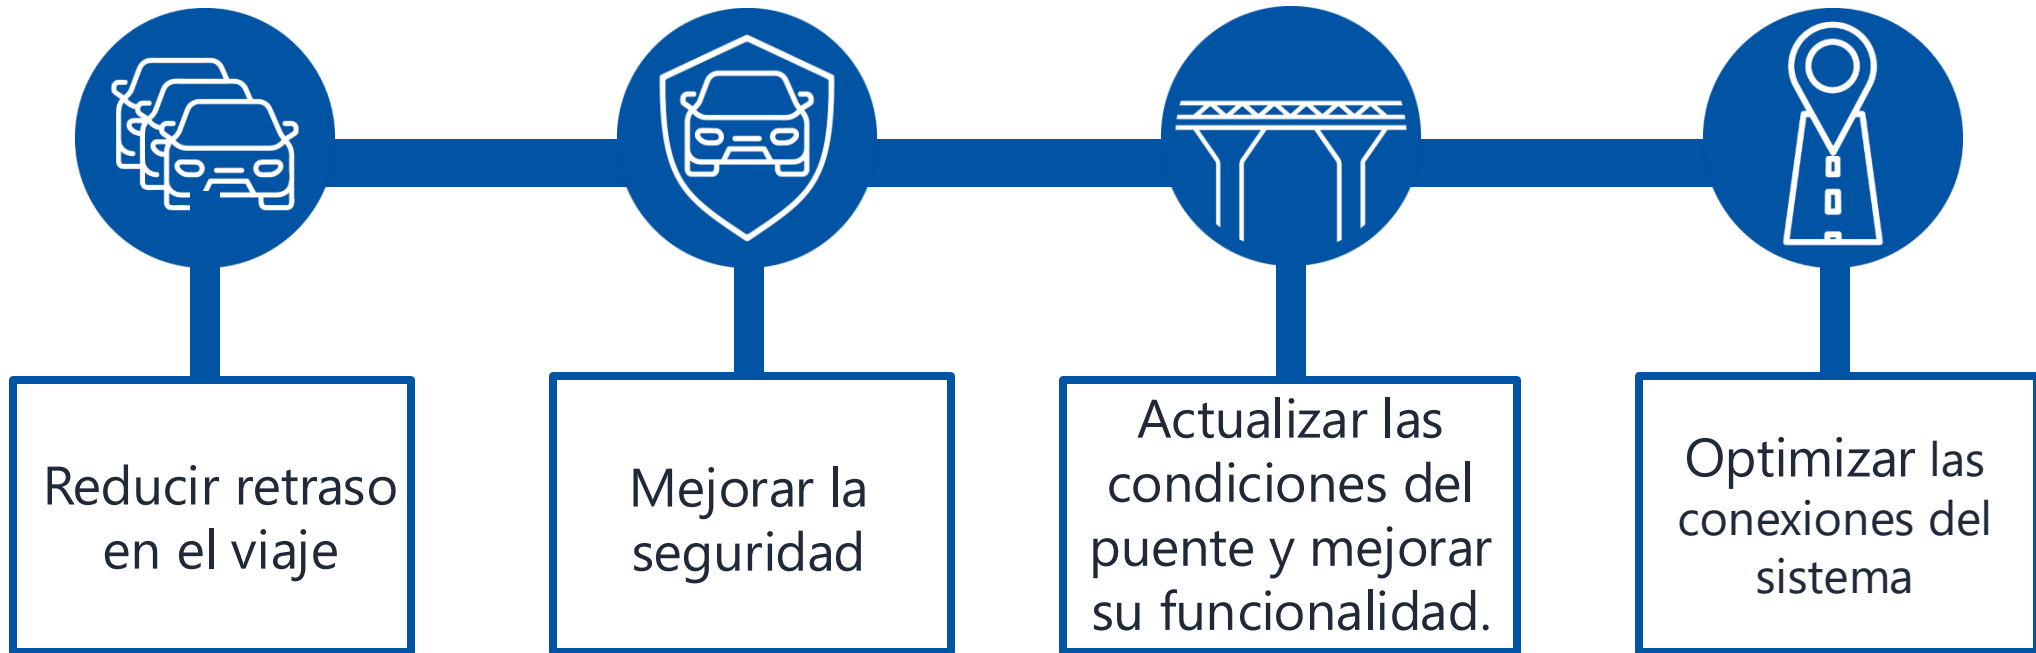 Reducir retraso
en el viaje
Mejorar la
seguridad
Actualizar las
condiciones del
puente y mejorar
su funcionalidad.
Optimizar las
conexiones del
sistema